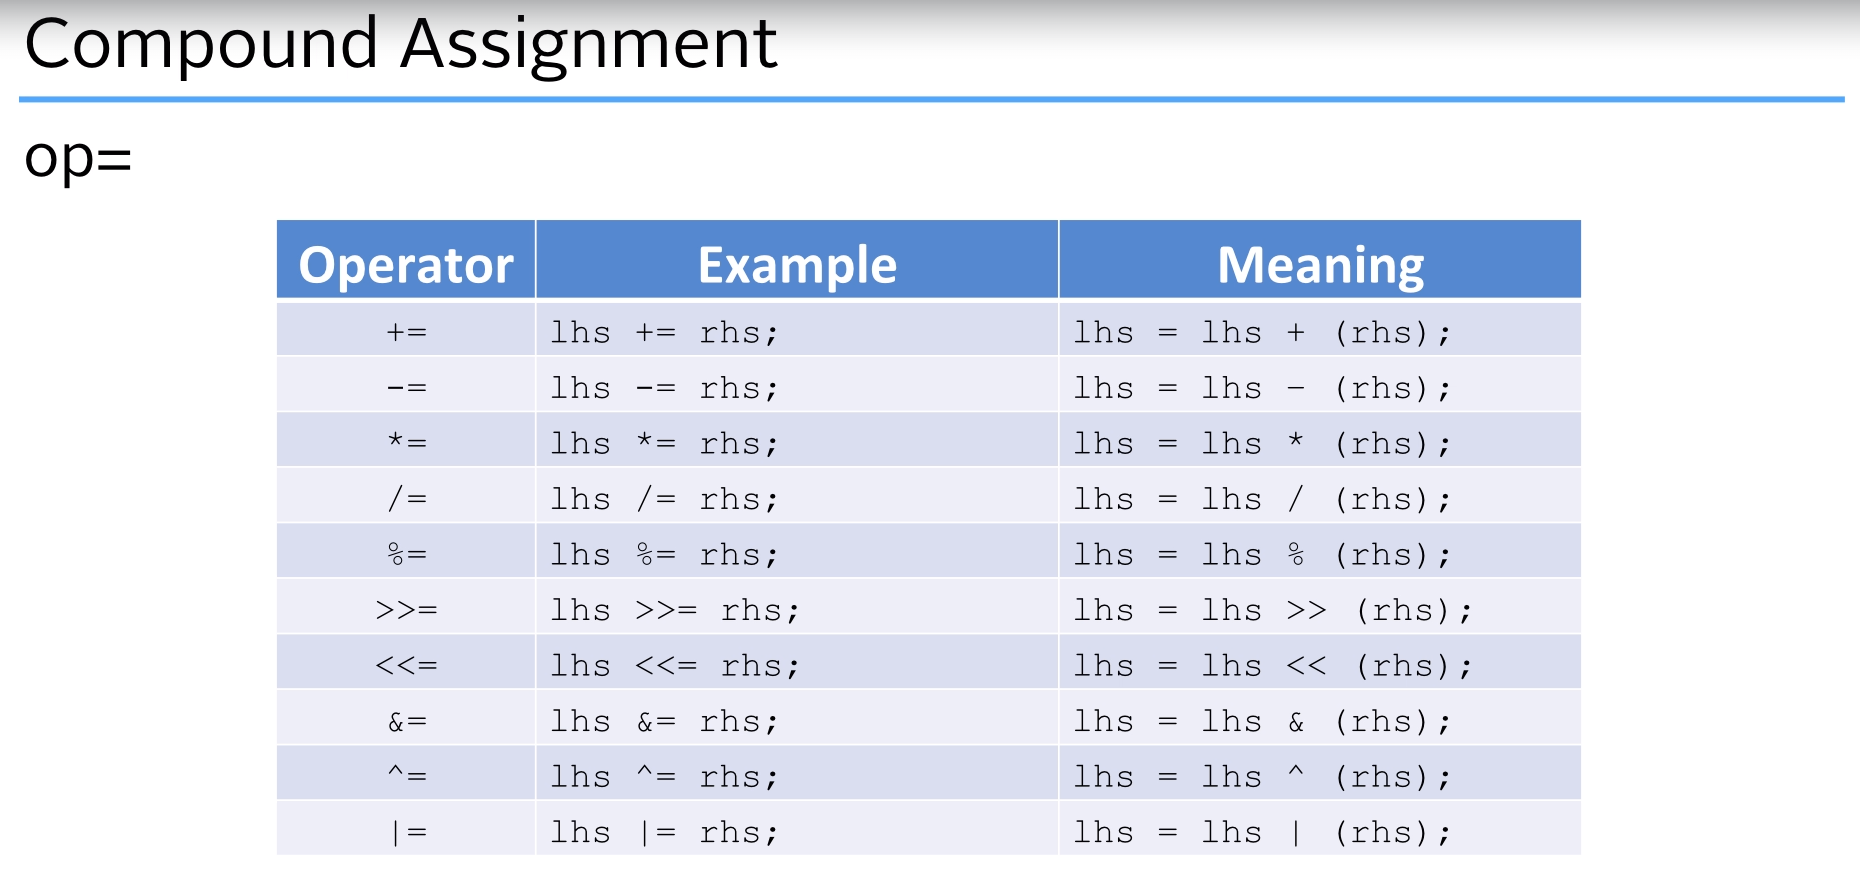 Compound Assignment
op=
Operator Example Meaning
+= lhs += rhs; lhs = lhs + (rhs);
-= lhs -= rhs; lhs = lhs - (rhs);
*= lhs *= rhs; lhs = lhs * (rhs);
/= lhs /= rhs; lhs = lhs / (rhs);
%= lhs %= rhs; lhs = lhs % (rhs);
>>= lhs >>= rhs; lhs = lhs >> (rhs);
<<= lhs <<= rhs; lhs = lhs << (rhs);
&= lhs &= rhs; lhs = lhs & (rhs);
^= lhs ^= rhs; lhs = lhs ^ (rhs);
|= lhs |= rhs; lhs = lhs | (rhs);